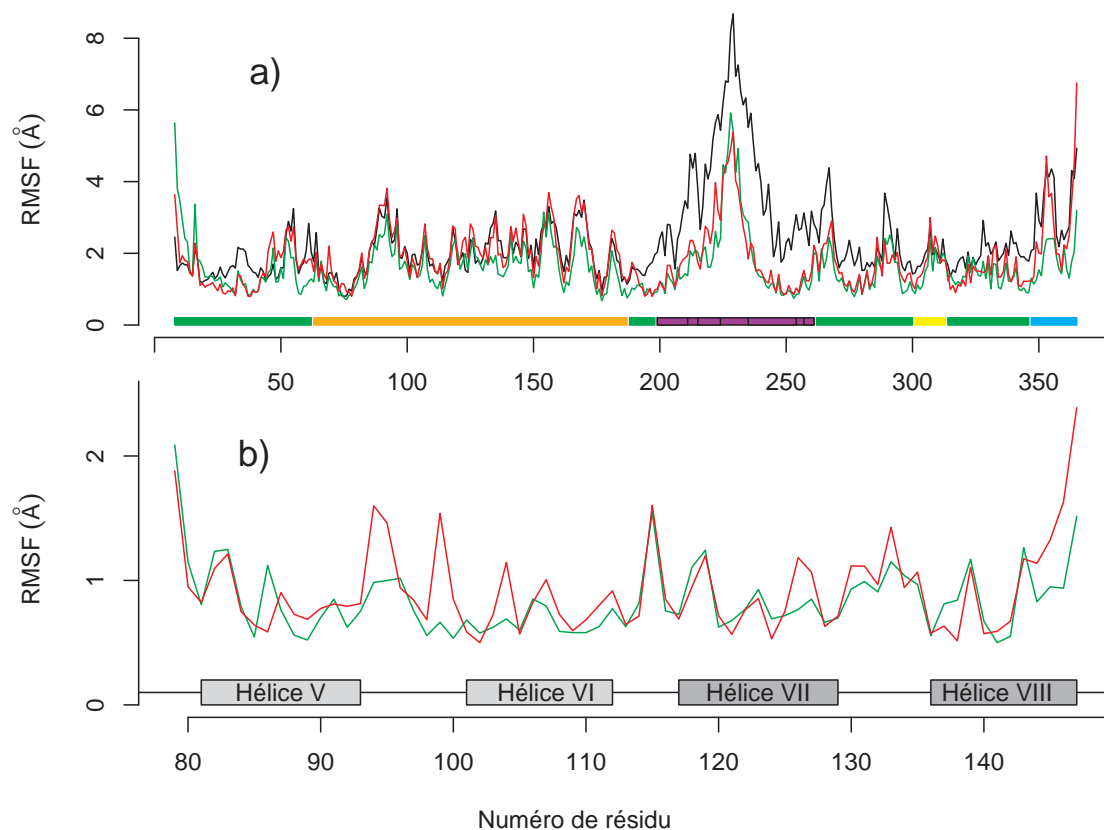 8
6
4
2
0
RMSF (Å)
a)
50 100 150 200 250 300 350
2
1
0
RMSF (Å)
b)
Hélice V Hélice VI Hélice VII Hélice VIII
80 90 100 110 120 130 140
Numéro de résidu